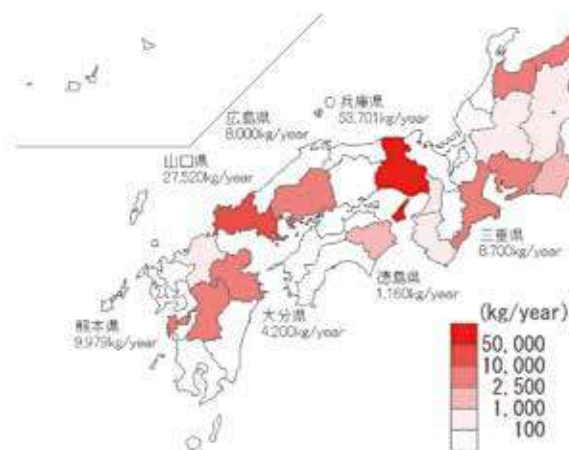 広島県
8,000kg/year
兵庫県
53,701kg/year
山口県
27,520kg/year
三重県
8,700kg/year
徳島県
1,160kg/year
大分県
4,200kg/year
熊本県
9,979kg/year
(kg/year)
50,000
10,000
2,500
1,000
100